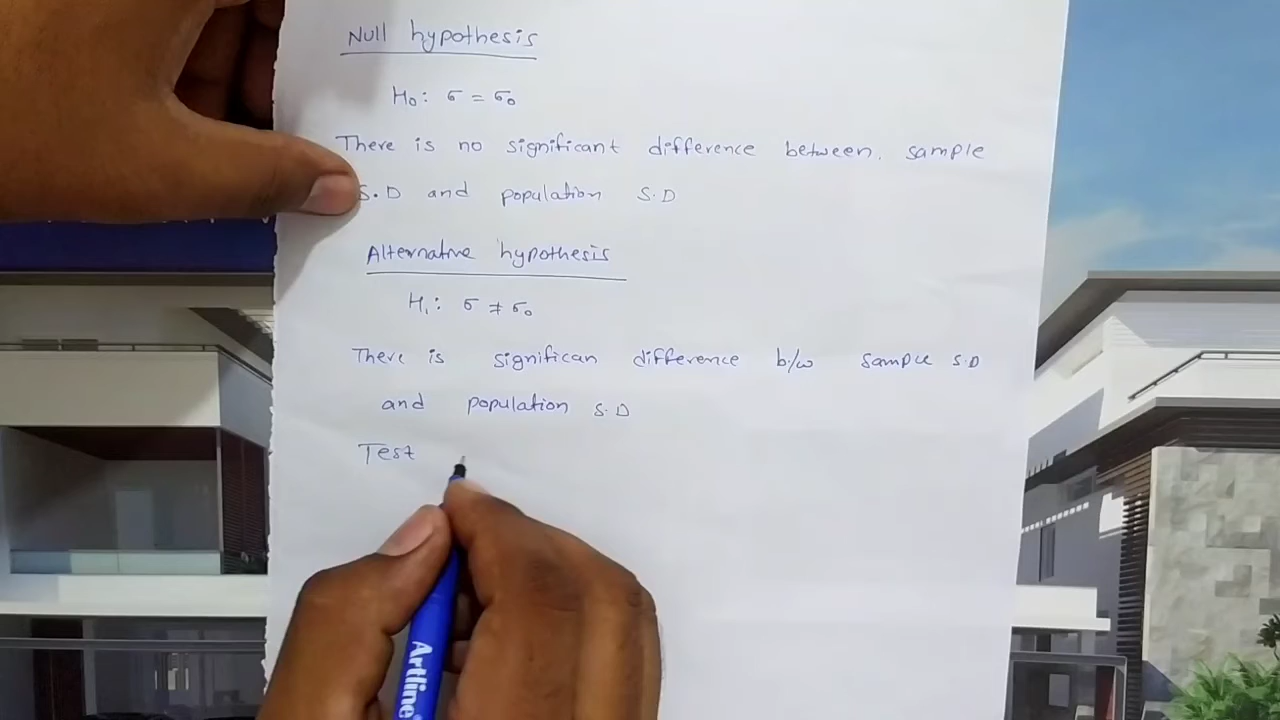 Null hypothesis
H₀: σ = σ₀
There is no significant difference between. sample
S.D and population S.D
Alternative hypothesis
H₁: σ ≠ σ₀
There is significan difference b/w sample S.D
and population S.D
Test
Artline